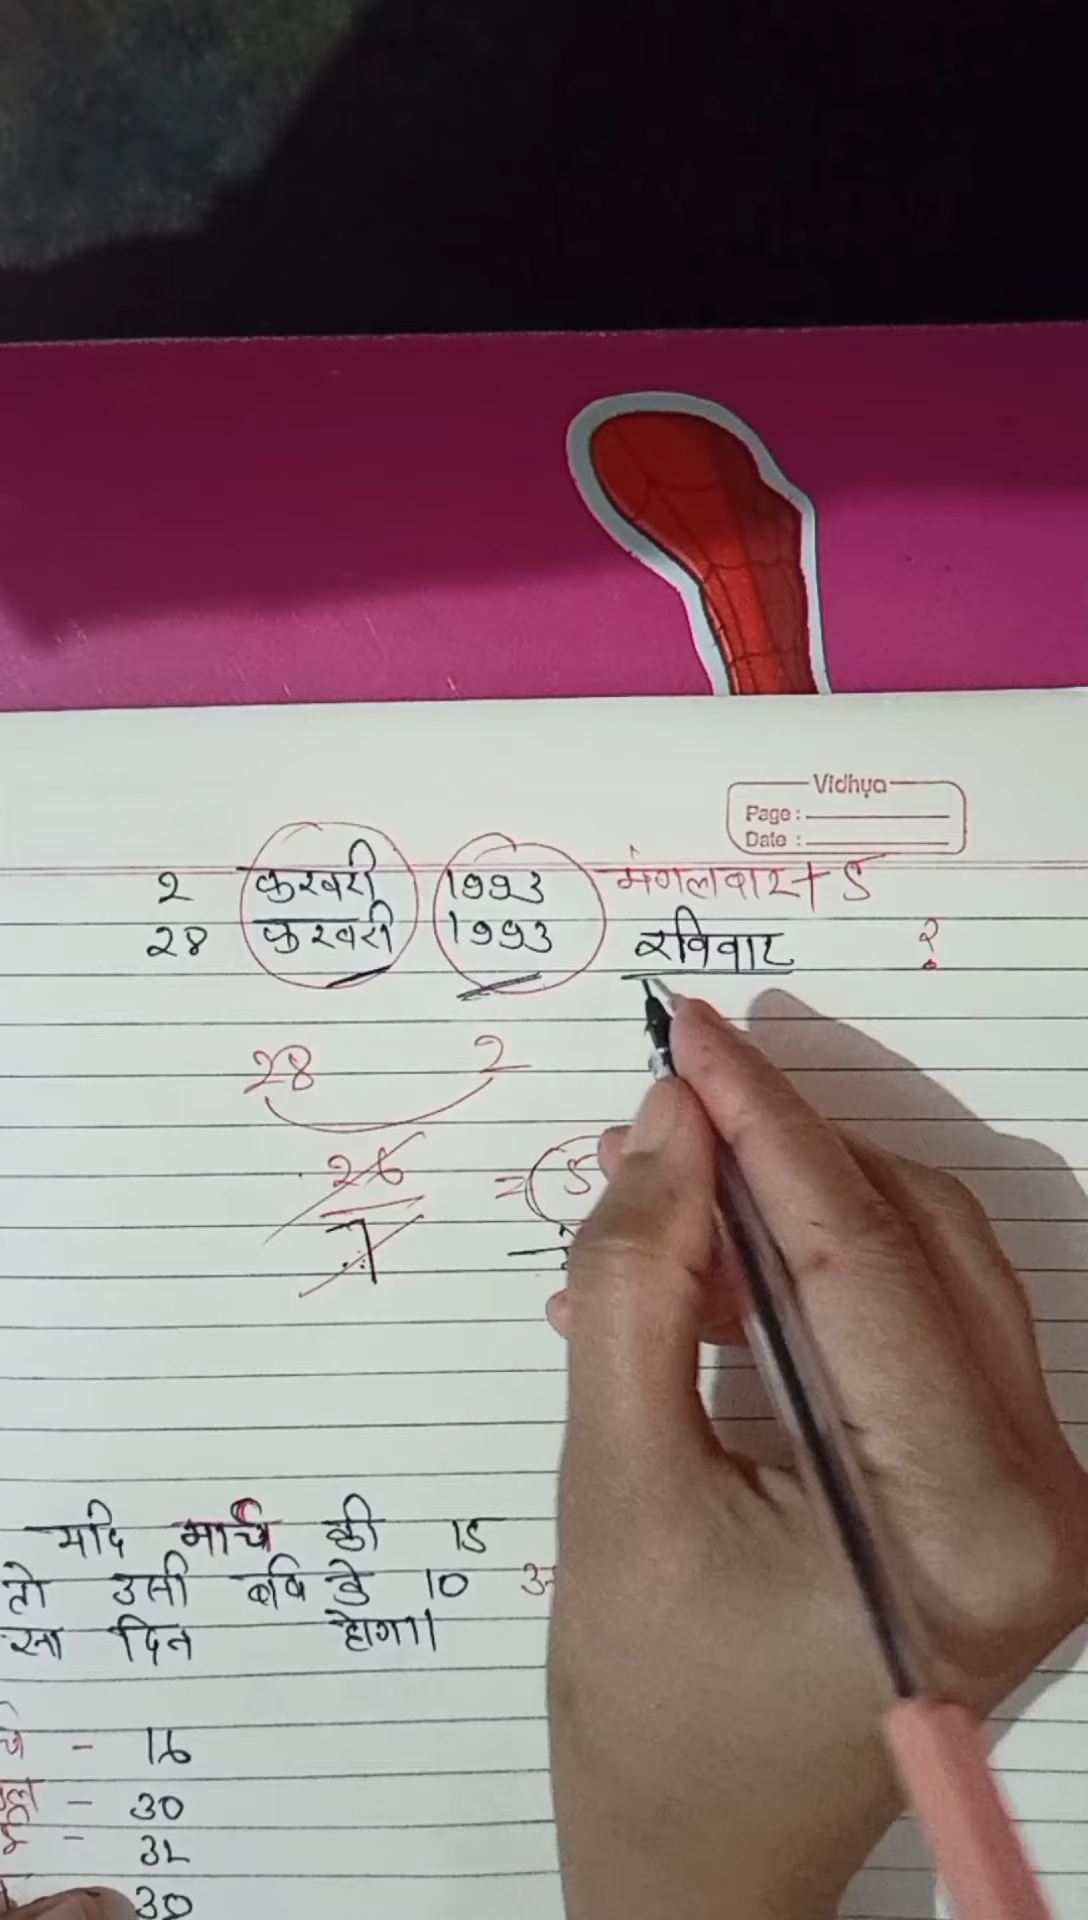 Vidhya
Page :
Date :
2 फरवरी 1993 मंगलवार + 5
28 फरवरी 1993 रविवार ?
28 2
26 = 5
7
यदि मार्च की 15
तो उसी वर्ष के 10
दिन होगा।
- 16
- 30
- 31
30